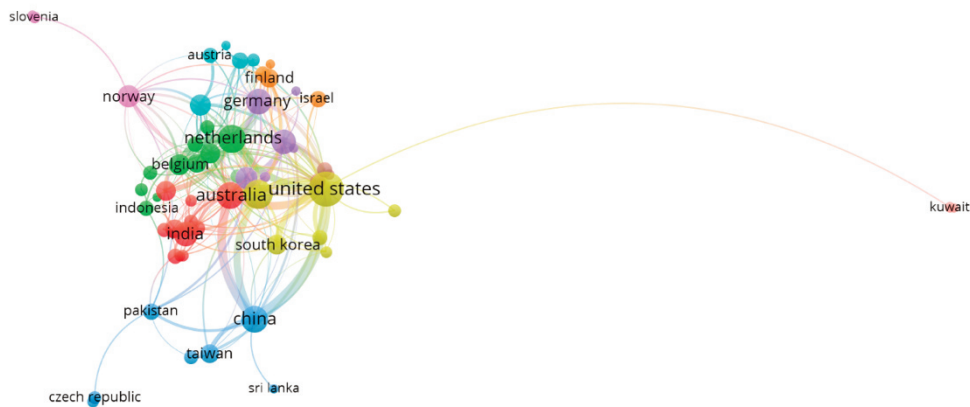 slovenia
austria
finland
norway
germany
israel
netherlands
belgium
australia
united states
indonesia
kuwait
india
south korea
pakistan
china
taiwan
sri lanka
czech republic